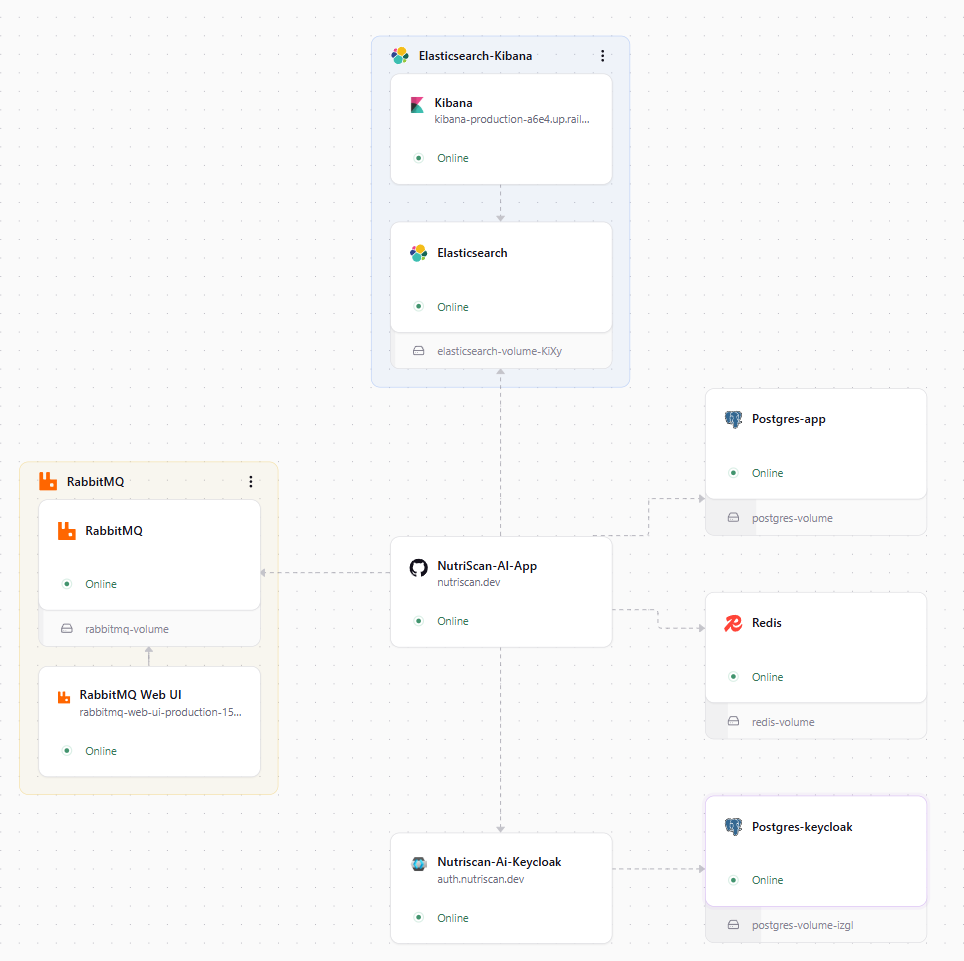 Elasticsearch-Kibana
Kibana
kibana-production-a6e4.up.rail...
Online
Elasticsearch
Online
elasticsearch-volume-KiXy
Postgres-app
Online
postgres-volume
RabbitMQ
RabbitMQ
Online
rabbitmq-volume
RabbitMQ Web UI
rabbitmq-web-ui-production-15...
Online
NutriScan-AI-App
nutriscan.dev
Online
Redis
Online
redis-volume
Nutriscan-Ai-Keycloak
auth.nutriscan.dev
Online
Postgres-keycloak
Online
postgres-volume-izgI